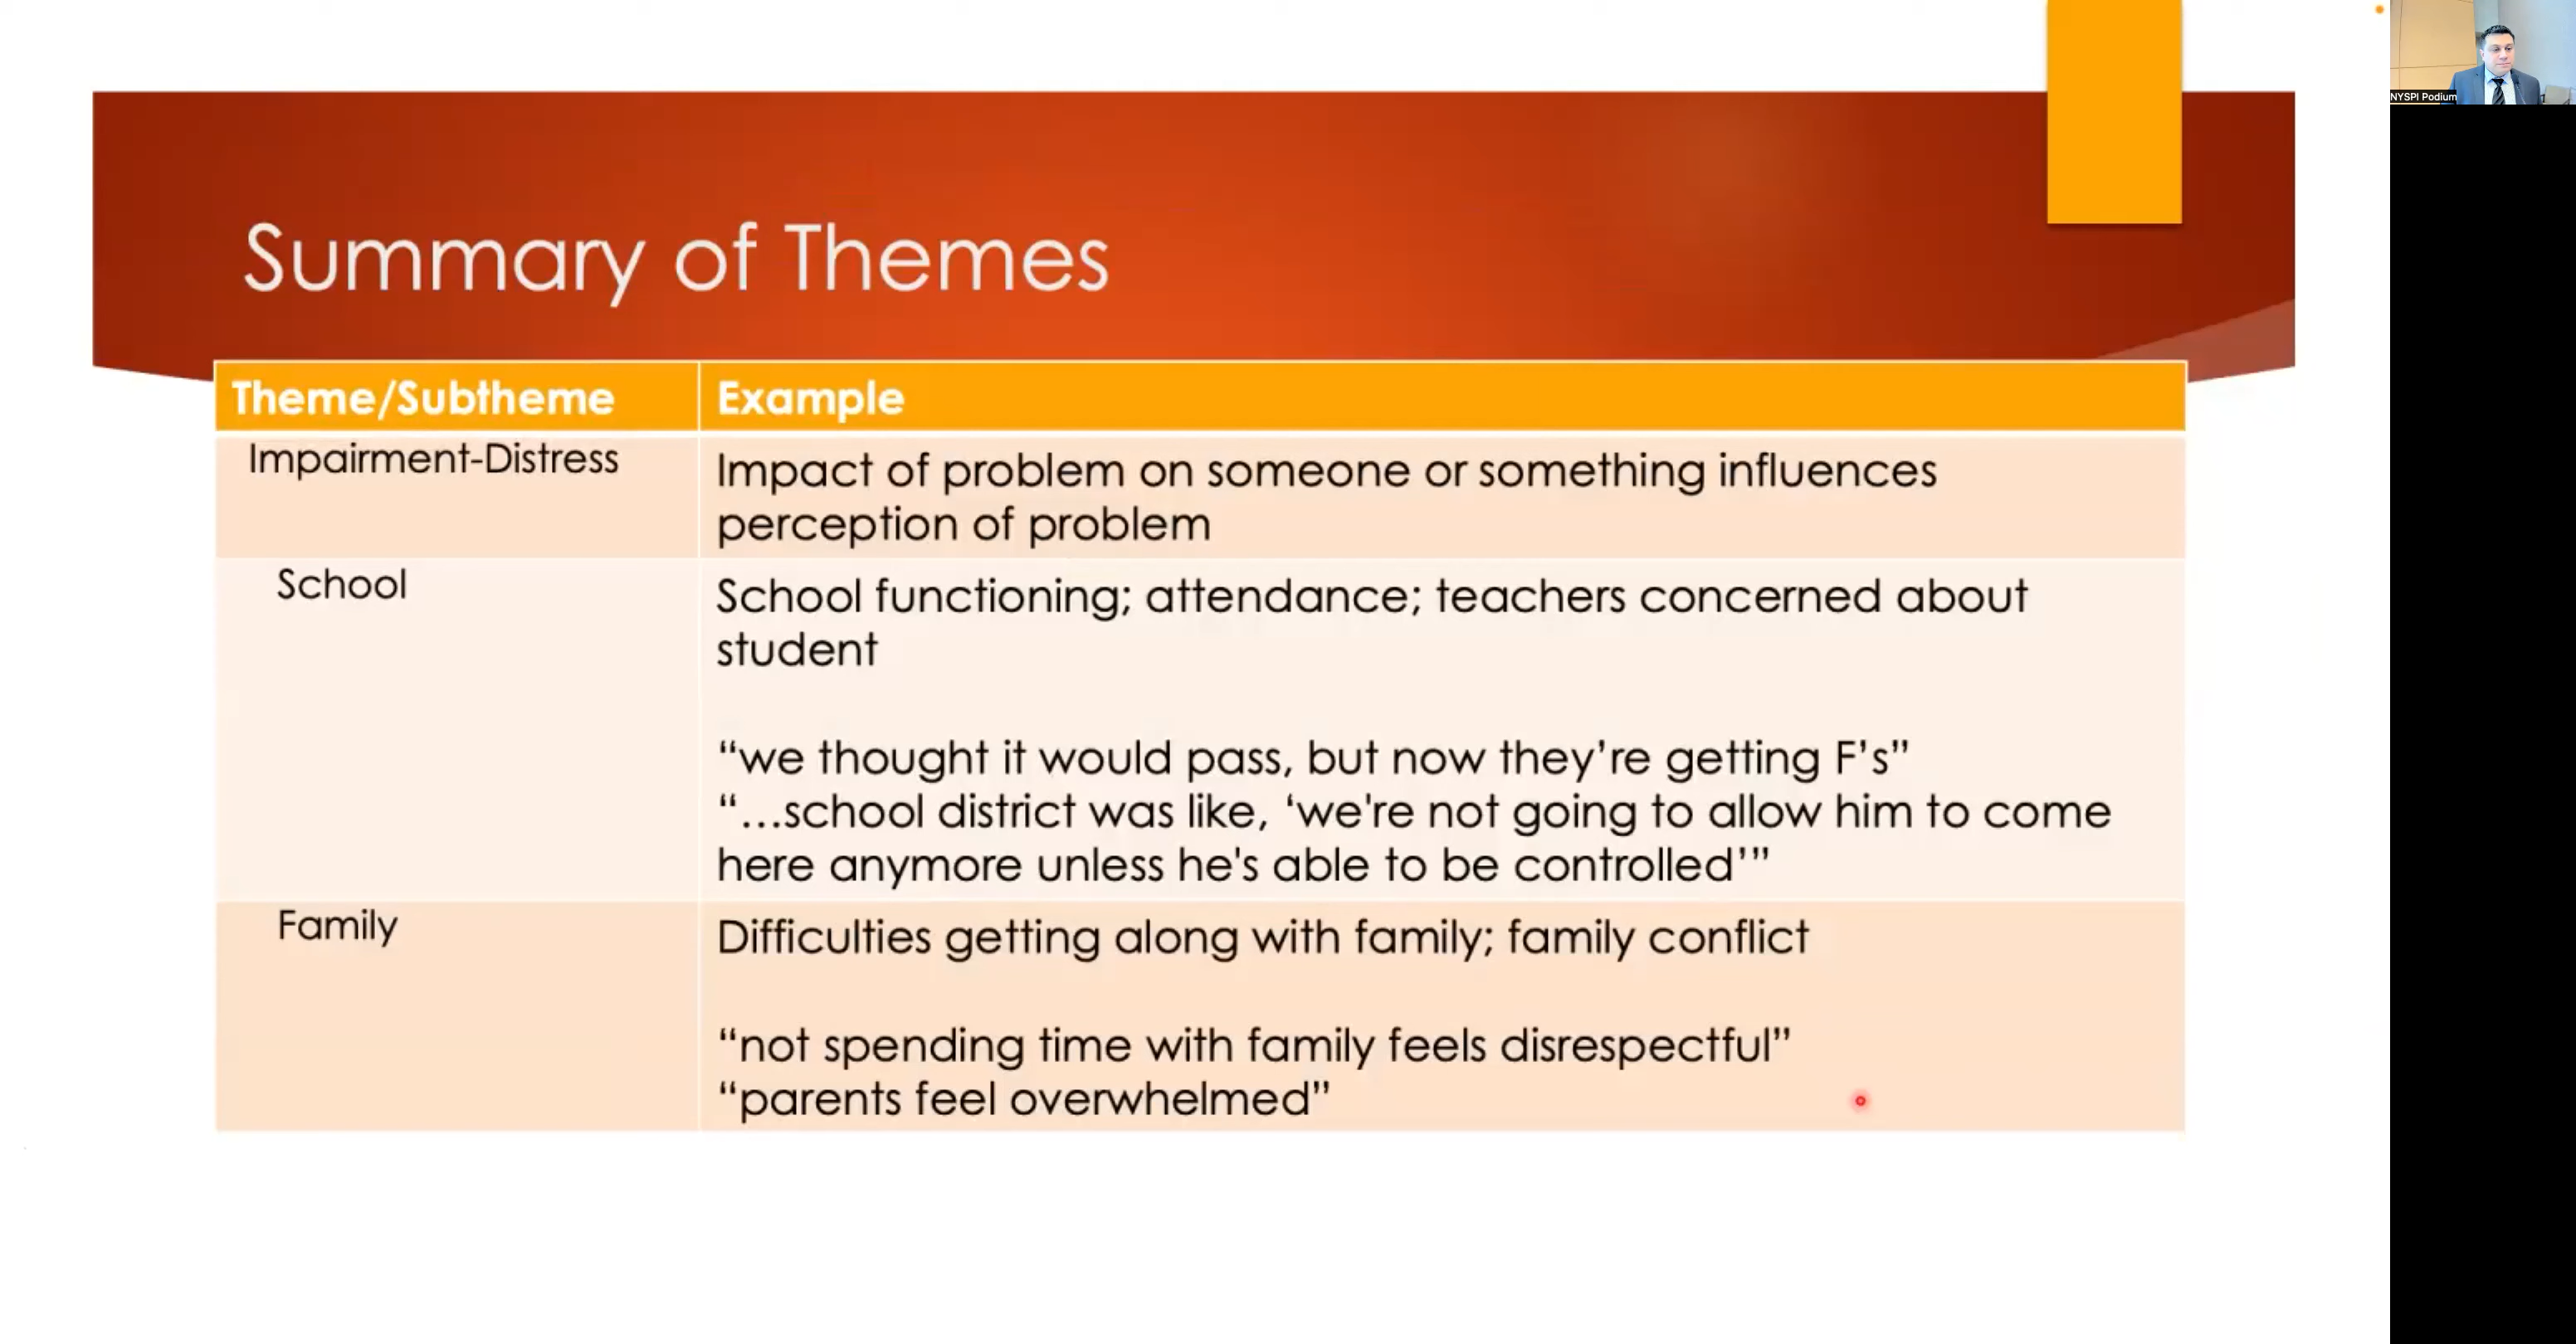 NYSPI Podium
Summary of Themes
Theme/Subtheme
Example
Impairment-Distress
Impact of problem on someone or something influences
perception of problem
School
School functioning; attendance; teachers concerned about
student
“we thought it would pass, but now they’re getting F’s”
“…school district was like, ‘we're not going to allow him to come
here anymore unless he's able to be controlled’”
Family
Difficulties getting along with family; family conflict
“not spending time with family feels disrespectful”
“parents feel overwhelmed”